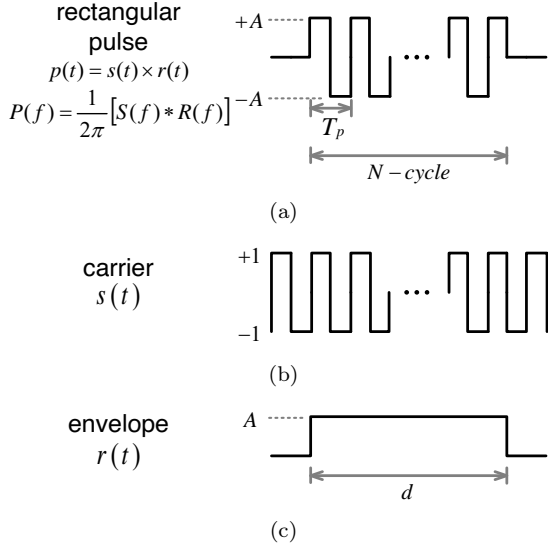 rectangular
pulse
p(t) = s(t) × r(t)
P(f) = 1/2π [S(f) * R(f)]
+A
−A
T_p
N − cycle
(a)
carrier
s(t)
+1
−1
...
(b)
envelope
r(t)
A
d
(c)